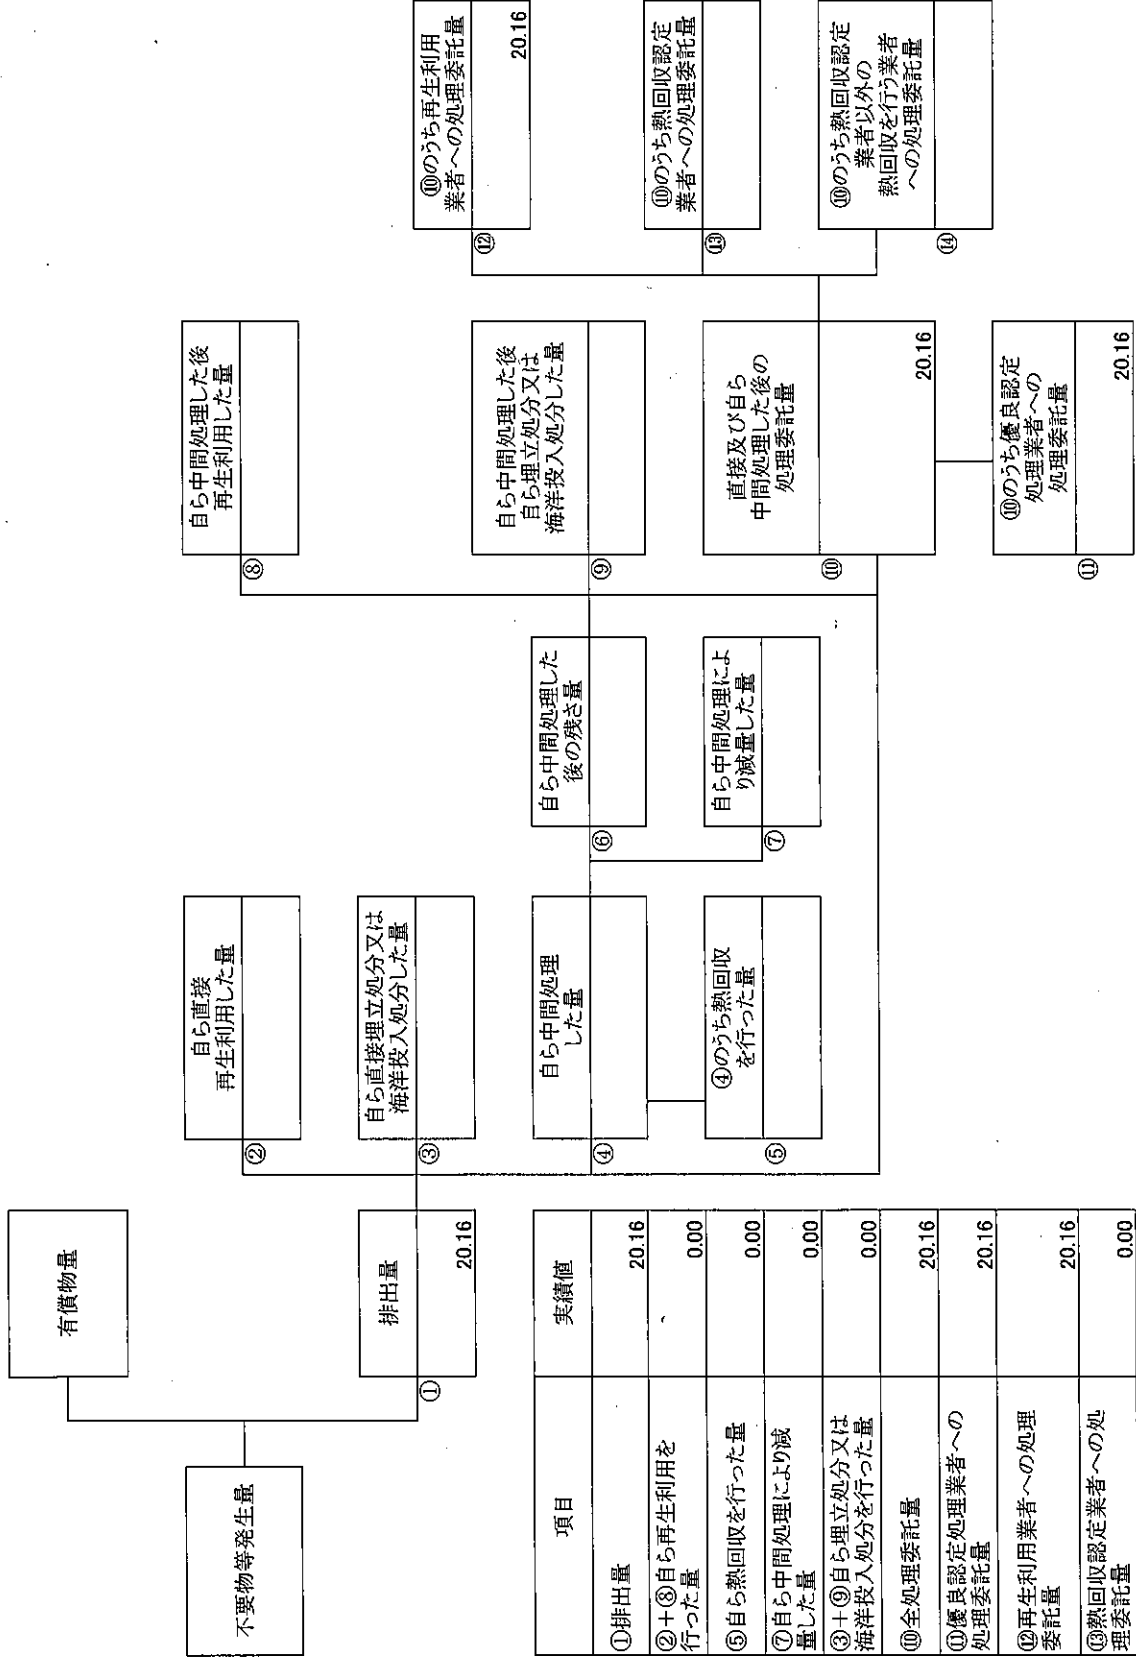 不要物等発生量
有償物量
排出量
①
20.16
②
自ら直接
再生利用した量
③
自ら直接埋立処分又は
海洋投入処分した量
④
自ら中間処理
した量
⑤
④のうち熱回収
を行った量
⑥
自ら中間処理した
後の残さ量
⑦
自ら中間処理によ
り減量した量
⑧
自ら中間処理した後
再生利用した量
⑨
自ら中間処理した後
自ら埋立処分又は
海洋投入処分した量
⑩
直接及び自ら
中間処理した後の
処理委託量
20.16
⑪
⑩のうち優良認定
処理業者への
処理委託量
20.16
⑫
⑩のうち再生利用
業者への処理委託量
20.16
⑬
⑩のうち熱回収認定
業者への処理委託量
⑭
⑩のうち熱回収認定
業者以外の
熱回収を行う業者
への処理委託量
項目 実績値
①排出量 20.16
②+⑧自ら再生利用を
行った量 0.00
⑤自ら熱回収を行った量 0.00
⑦自ら中間処理により減
量した量 0.00
③+⑨自ら埋立処分又は
海洋投入処分を行った量 0.00
⑩全処理委託量 20.16
⑪優良認定処理業者への
処理委託量 20.16
⑫再生利用業者への処理
委託量 20.16
⑬熱回収認定業者への処
理委託量 0.00